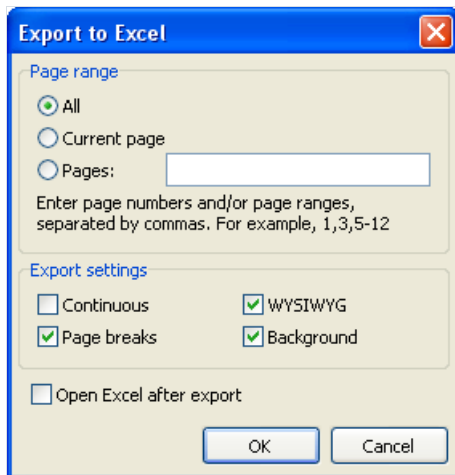 Export to Excel
Page range
All
Current page
Pages:
Enter page numbers and/or page ranges,
separated by commas. For example, 1,3,5-12
Export settings
Continuous
WYSIWYG
Page breaks
Background
Open Excel after export
OK
Cancel